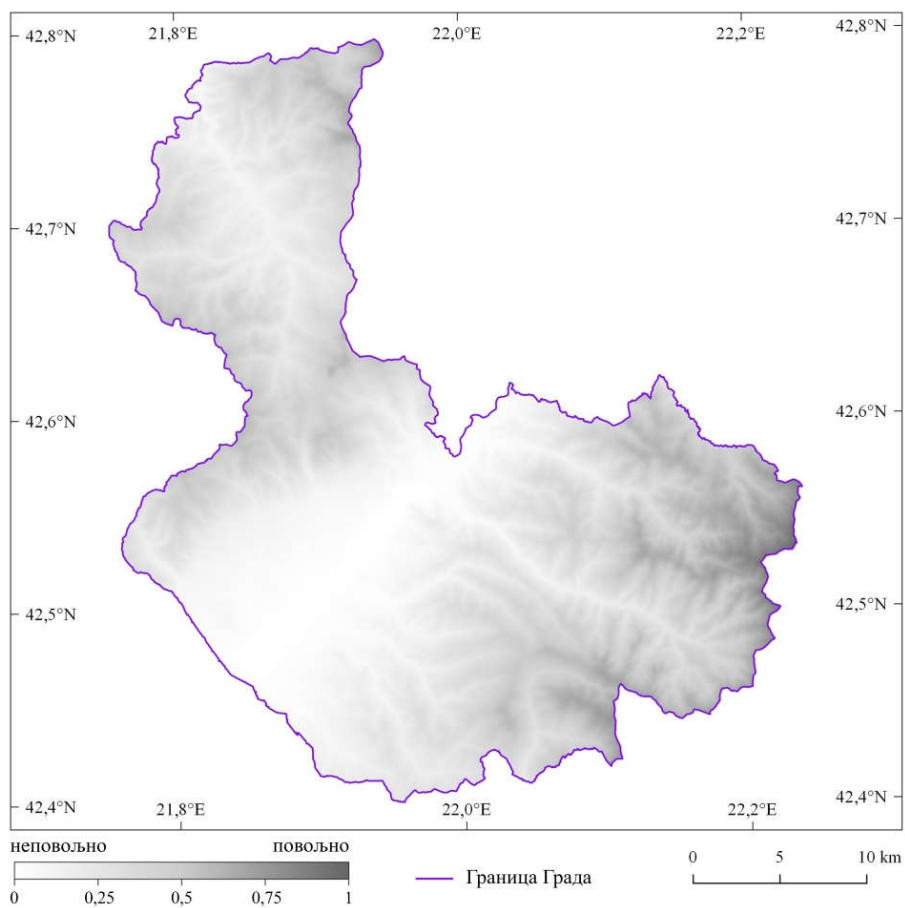 42,8°N 21,8°E 22,0°E 22,2°E 42,8°N
42,7°N 42,7°N
42,6°N 42,6°N
42,5°N 42,5°N
42,4°N 42,4°N
21,8°E 22,0°E 22,2°E
неповољно повољно
0 0,25 0,5 0,75 1
Граница Града
0 5 10 km